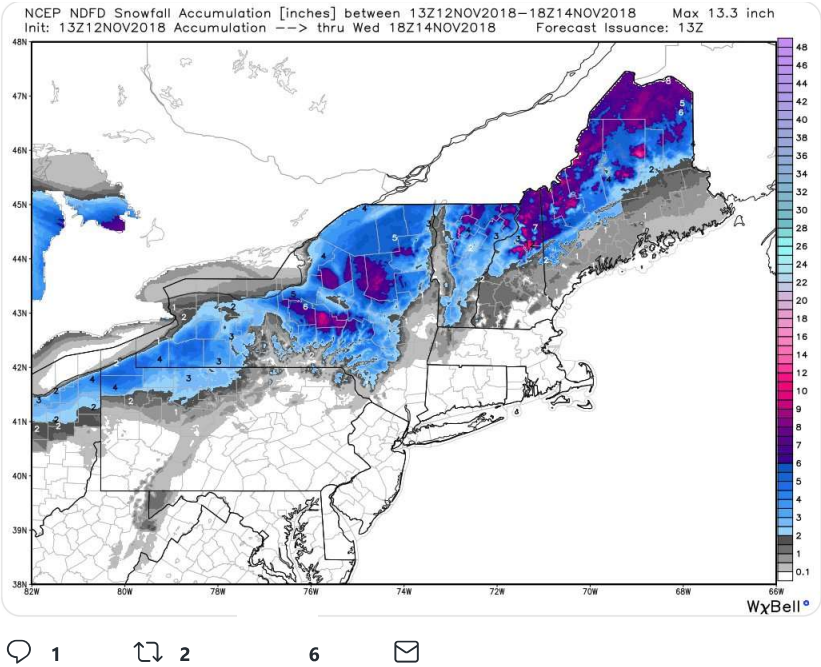 NCEP NDFD Snowfall Accumulation [inches] between 13Z12NOV2018−18Z14NOV2018 Max 13.3 inch
Init: 13Z12NOV2018 Accumulation −−> thru Wed 18Z14NOV2018 Forecast Issuance: 13Z
48N
47N
46N
45N
44N
43N
42N
41N
40N
39N
38N
82W 80W 78W 76W 74W 72W 70W 68W 66W
48
46
44
42
40
38
36
34
32
30
28
26
24
22
20
18
16
14
12
10
9
8
7
6
5
4
3
2
1
0.1
WxBell
1 2 6